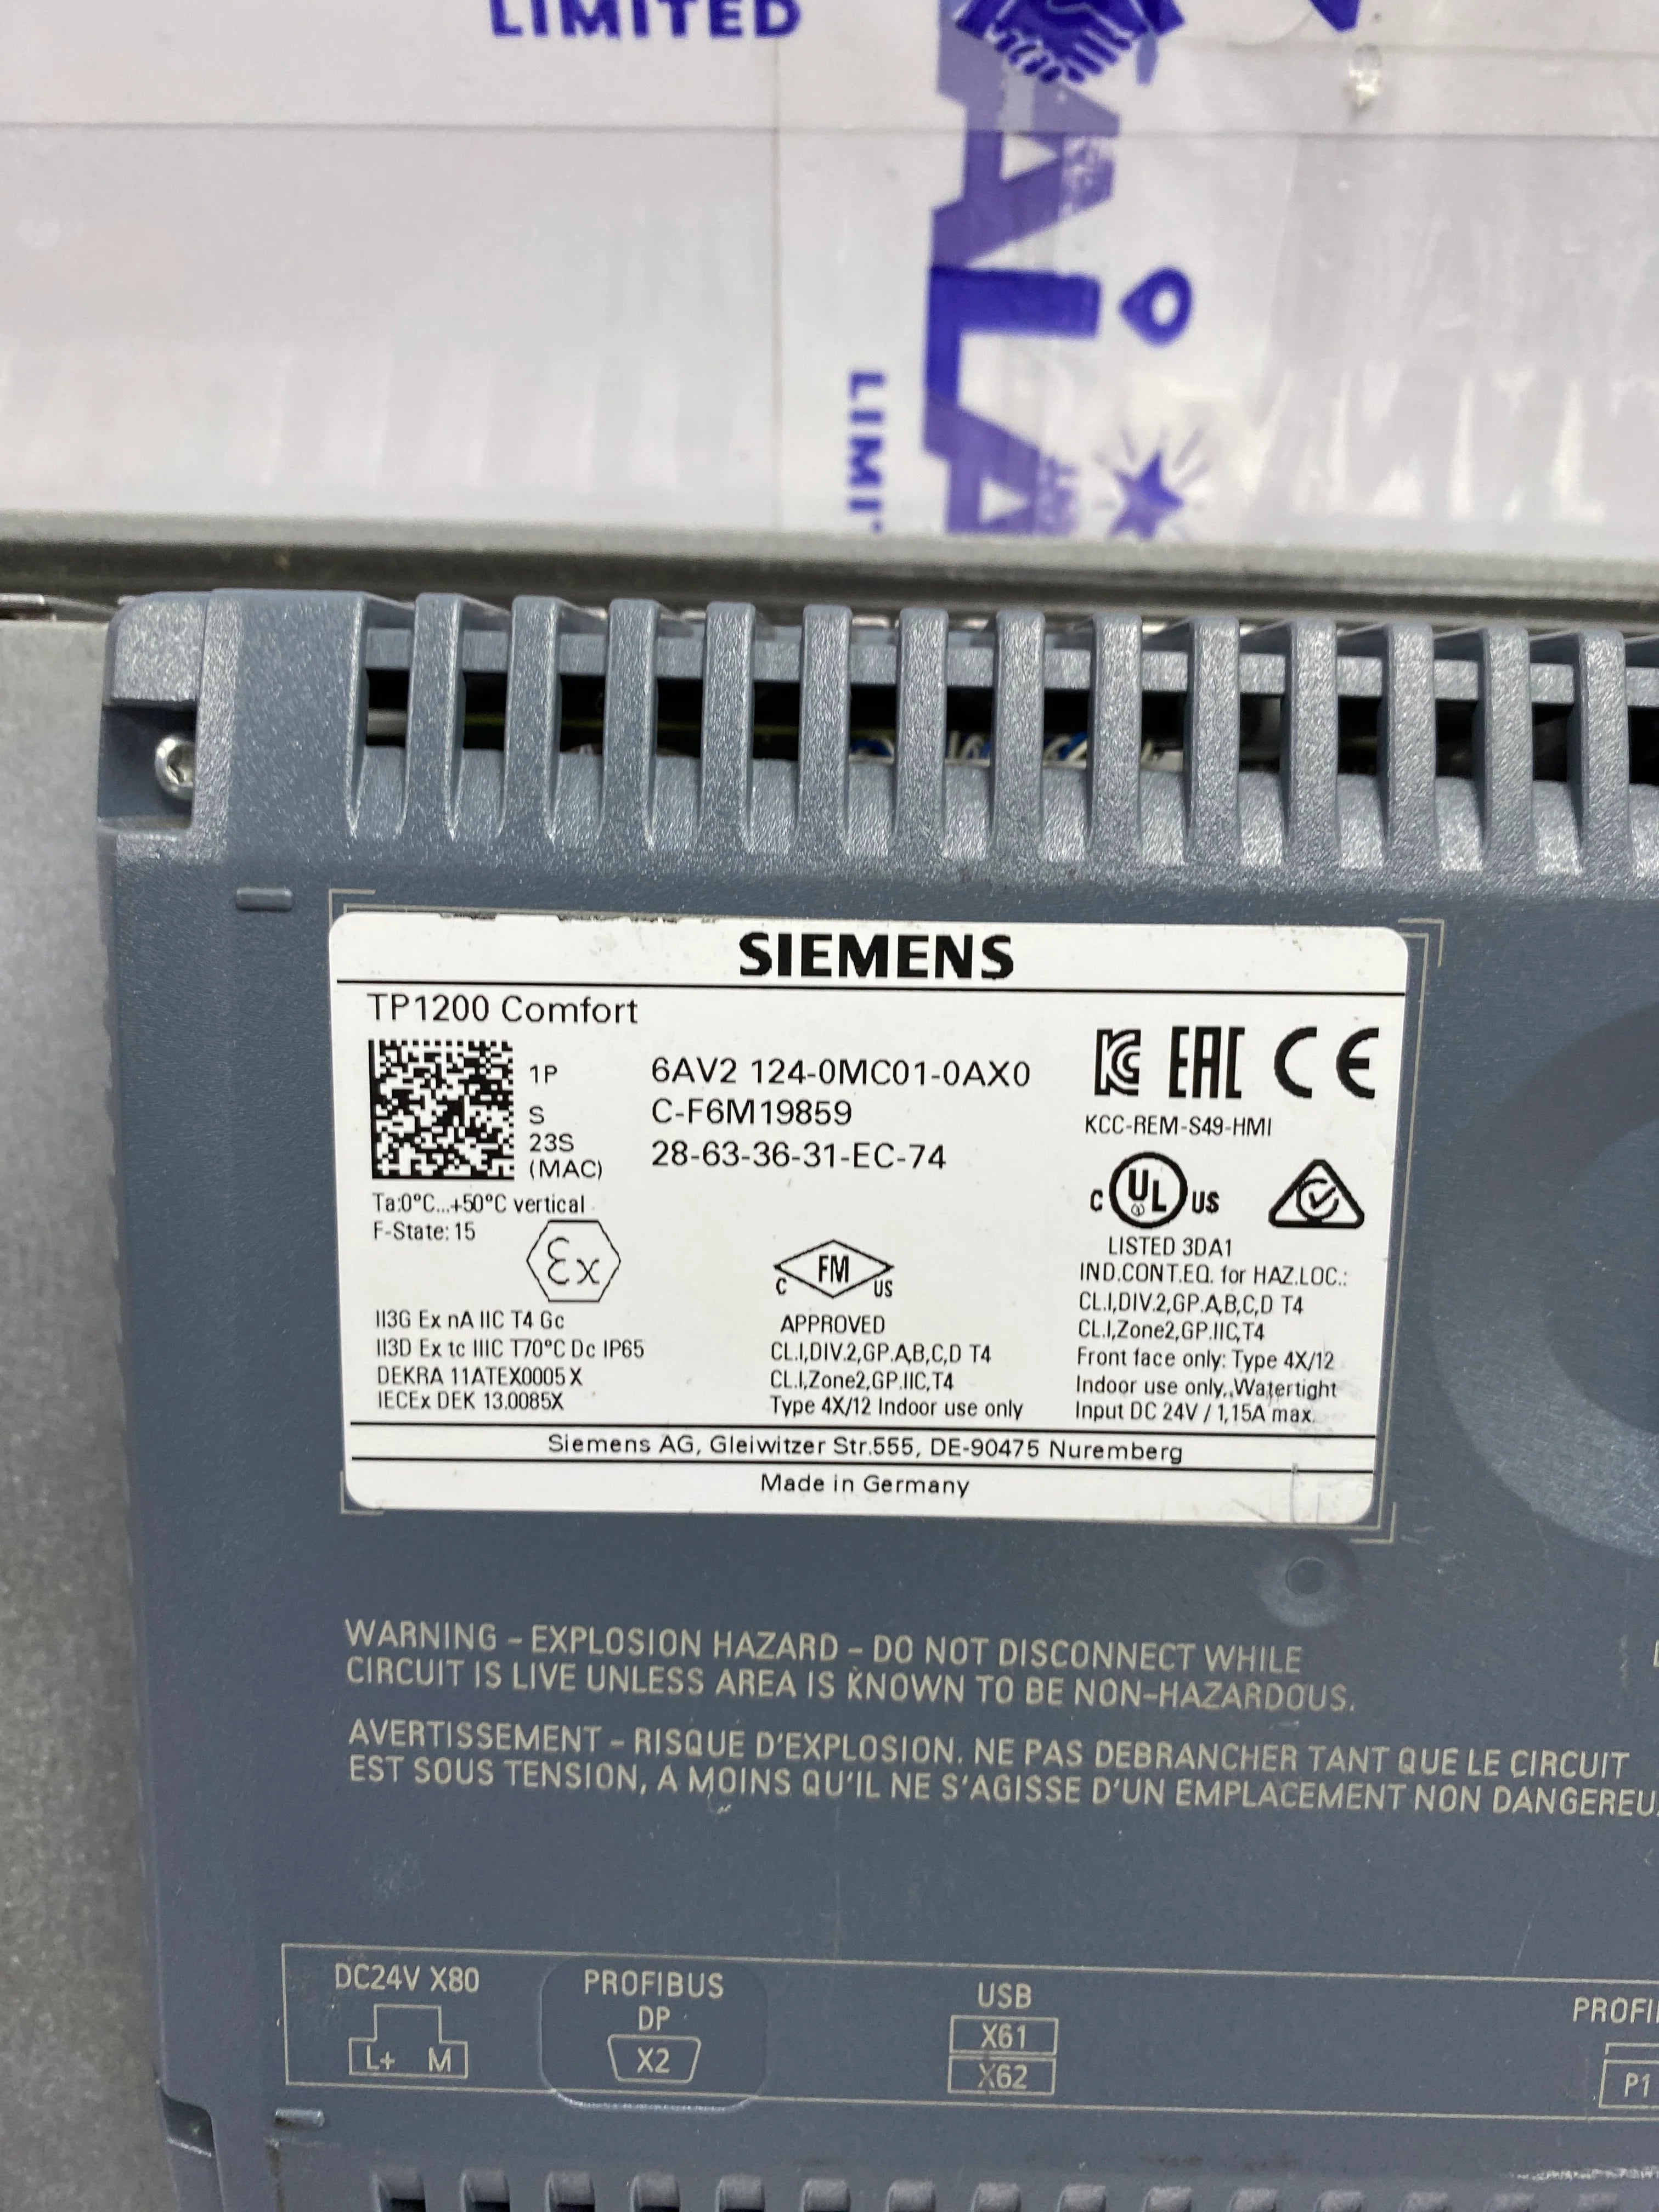 LIMITED
LIMI
SIEMENS
TP1200 Comfort
1P 6AV2 124-0MC01-0AX0
S C-F6M19859
23S
(MAC) 28-63-36-31-EC-74
Ta:0°C...+50°C vertical
F-State: 15
Ex
II3G Ex nA IIC T4 Gc
II3D Ex tc IIIC T70°C Dc IP65
DEKRA 11ATEX0005 X
IECEx DEK 13.0085X
C FM US
APPROVED
CL.I,DIV.2,GP.A,B,C,D T4
CL.I,Zone2,GP.IIC,T4
Type 4X/12 Indoor use only
EAC CE
KCC-REM-S49-HMI
C UL US
LISTED 3DA1
IND.CONT.EQ. for HAZ.LOC.:
CL.I,DIV.2,GP.A,B,C,D T4
CL.I,Zone2,GP.IIC,T4
Front face only: Type 4X/12
Indoor use only, Watertight
Input DC 24V / 1,15A max.
Siemens AG, Gleiwitzer Str.555, DE-90475 Nuremberg
Made in Germany
WARNING – EXPLOSION HAZARD – DO NOT DISCONNECT WHILE
CIRCUIT IS LIVE UNLESS AREA IS KNOWN TO BE NON-HAZARDOUS.
AVERTISSEMENT – RISQUE D'EXPLOSION. NE PAS DEBRANCHER TANT QUE LE CIRCUIT
EST SOUS TENSION, A MOINS QU'IL NE S'AGISSE D'UN EMPLACEMENT NON DANGEREU
DC24V X80
L+ M
PROFIBUS
DP
X2
USB
X61
X62
PROFI
P1